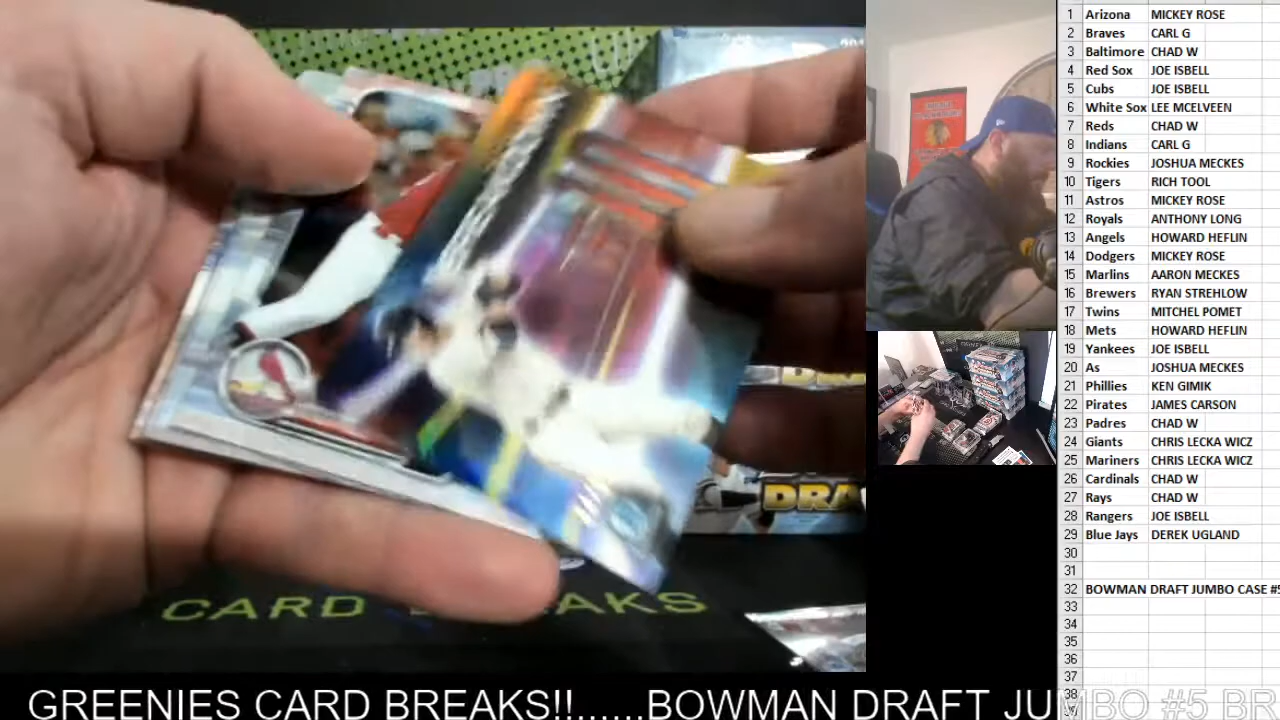 201
DRA
DRA
CARD BREAKS
1 Arizona MICKEY ROSE
2 Braves CARL G
3 Baltimore CHAD W
4 Red Sox JOE ISBELL
5 Cubs JOE ISBELL
6 White Sox LEE MCELVEEN
7 Reds CHAD W
8 Indians CARL G
9 Rockies JOSHUA MECKES
10 Tigers RICH TOOL
11 Astros MICKEY ROSE
12 Royals ANTHONY LONG
13 Angels HOWARD HEFLIN
14 Dodgers MICKEY ROSE
15 Marlins AARON MECKES
16 Brewers RYAN STREHLOW
17 Twins MITCHEL POMET
18 Mets HOWARD HEFLIN
19 Yankees JOE ISBELL
20 As JOSHUA MECKES
21 Phillies KEN GIMIK
22 Pirates JAMES CARSON
23 Padres CHAD W
24 Giants CHRIS LECKA WICZ
25 Mariners CHRIS LECKA WICZ
26 Cardinals CHAD W
27 Rays CHAD W
28 Rangers JOE ISBELL
29 Blue Jays DEREK UGLAND
30
31
32 BOWMAN DRAFT JUMBO CASE #5
33
34
35
36
37
38
GREENIES CARD BREAKS!!......BOWMAN DRAFT JUMBO #5 BR